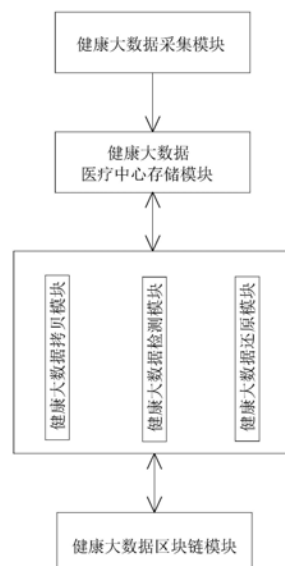 健康大数据采集模块
健康大数据
医疗中心存储模块
健康大数据拷贝模块
健康大数据检测模块
健康大数据还原模块
健康大数据区块链模块